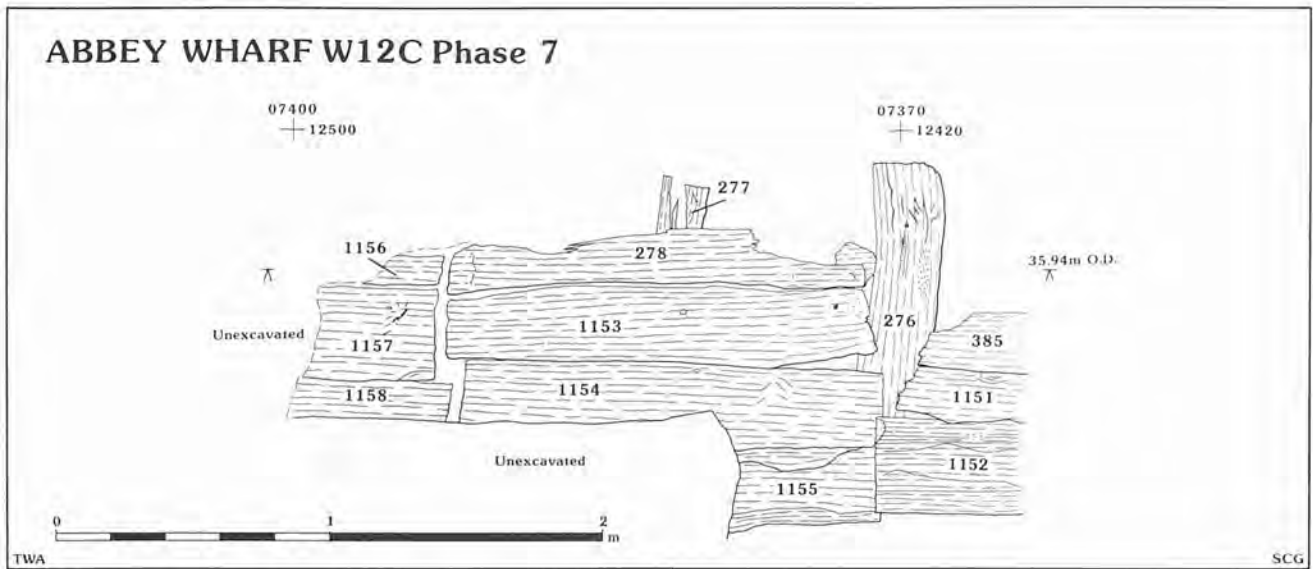 ABBEY WHARF W12C Phase 7
07400
12500
07370
12420
277
1156
278
35.94m O.D.
Unexcavated
1157
1153
276
385
1158
1154
1151
Unexcavated
1152
1155
0 1 2
m
TWA
SCG